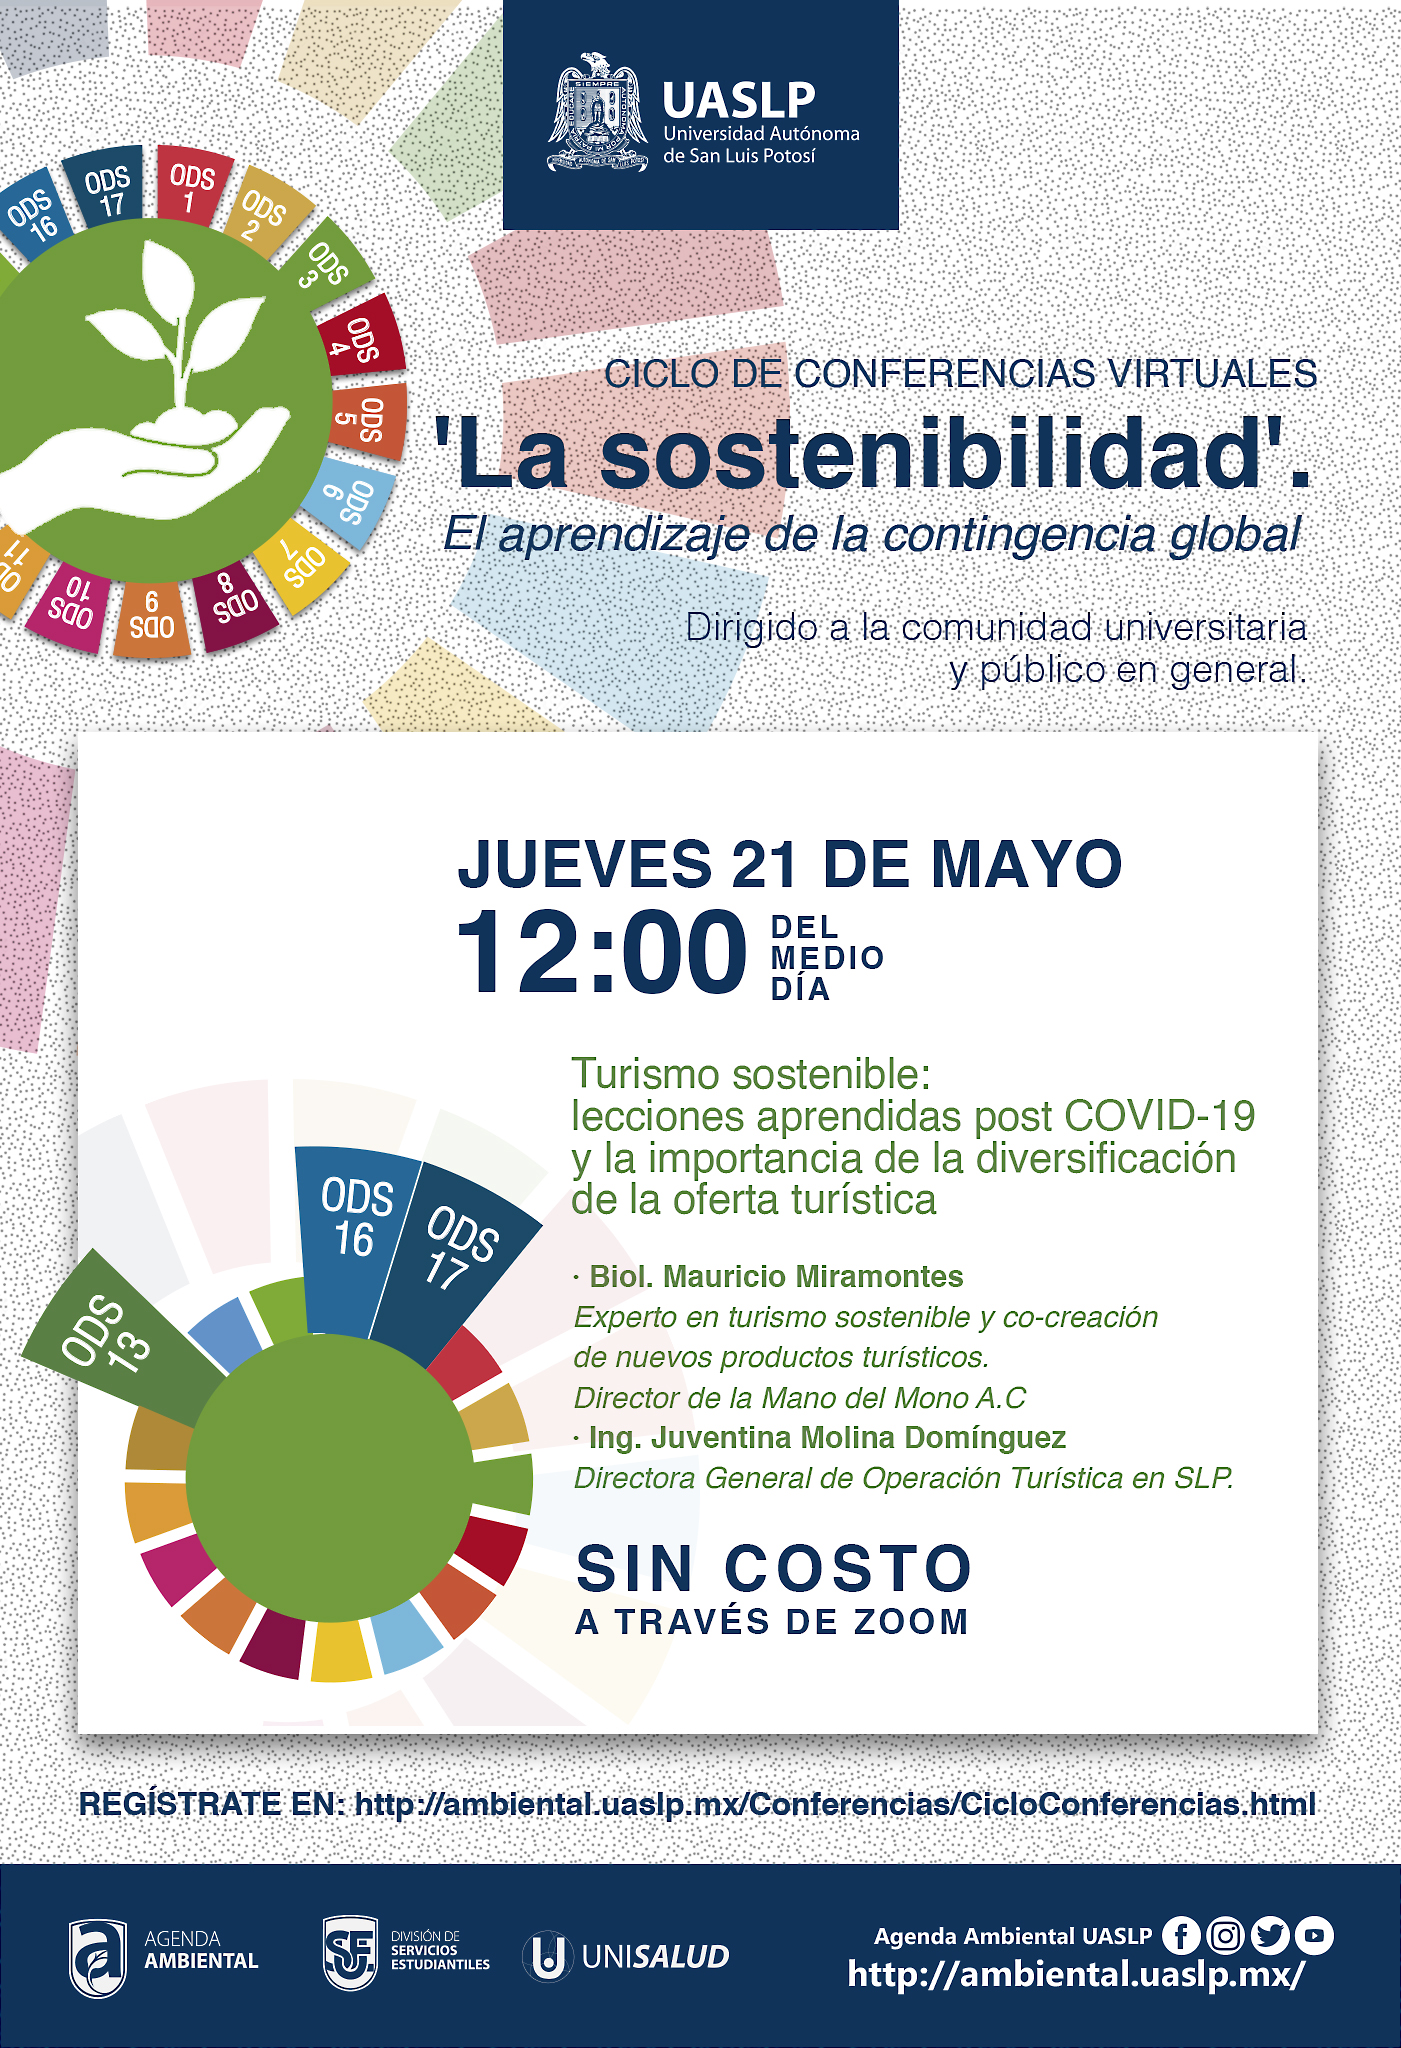 UASLP
Universidad Autónoma
de San Luis Potosí
SIEMPRE
ODS
16
ODS
17
ODS
1
ODS
2
ODS
3
ODS
4
ODS
5
ODS
6
ODS
7
ODS
8
ODS
9
ODS
10
11
CICLO DE CONFERENCIAS VIRTUALES
'La sostenibilidad'.
El aprendizaje de la contingencia global
Dirigido a la comunidad universitaria
y público en general.
JUEVES 21 DE MAYO
12:00 DEL
MEDIO
DÍA
Turismo sostenible:
lecciones aprendidas post COVID-19
y la importancia de la diversificación
de la oferta turística
ODS
16
ODS
17
ODS
13
· Biol. Mauricio Miramontes
Experto en turismo sostenible y co-creación
de nuevos productos turísticos.
Director de la Mano del Mono A.C
· Ing. Juventina Molina Domínguez
Directora General de Operación Turística en SLP.
SIN COSTO
A TRAVÉS DE ZOOM
REGÍSTRATE EN: http://ambiental.uaslp.mx/Conferencias/CicloConferencias.html
AGENDA
AMBIENTAL
DIVISIÓN DE
SERVICIOS
ESTUDIANTILES
UNISALUD
Agenda Ambiental UASLP
http://ambiental.uaslp.mx/